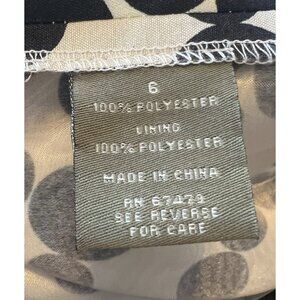 6
100% POLYESTER
LINING
100% POLYESTER
MADE IN CHINA
RN 67479
SEE REVERSE
FOR CARE